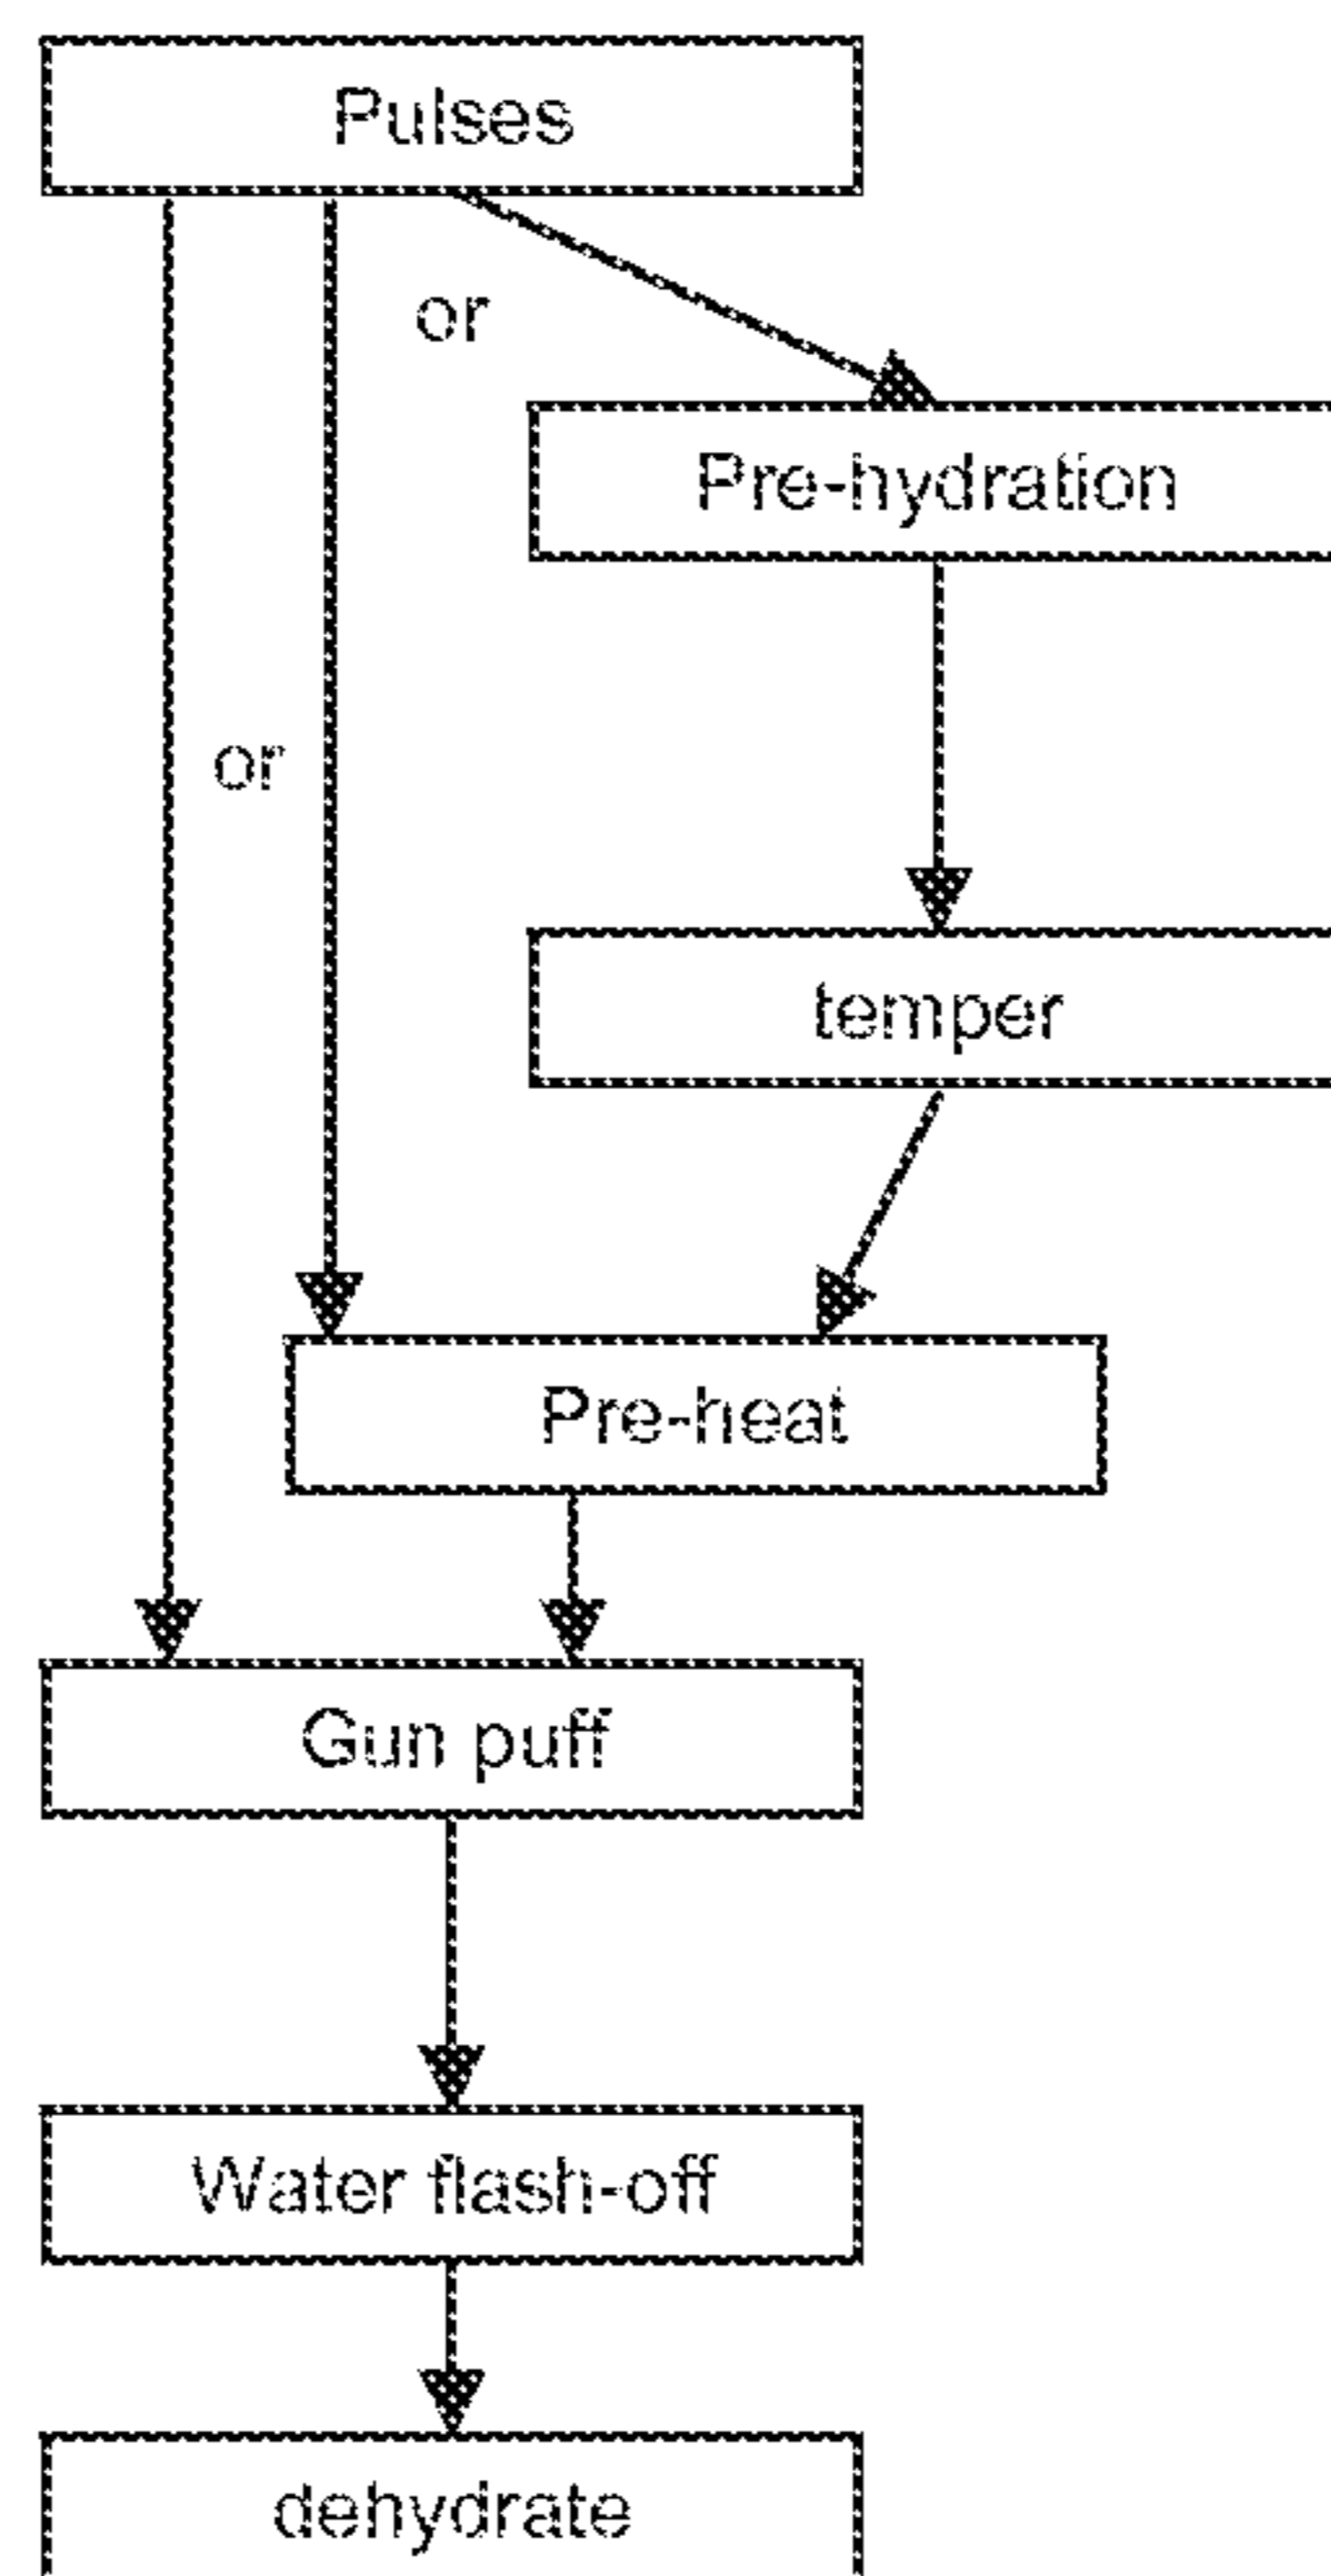 Pulses
or
Pre-hydration
or
temper
Pre-heat
Gun puff
Water flash-off
dehydrate